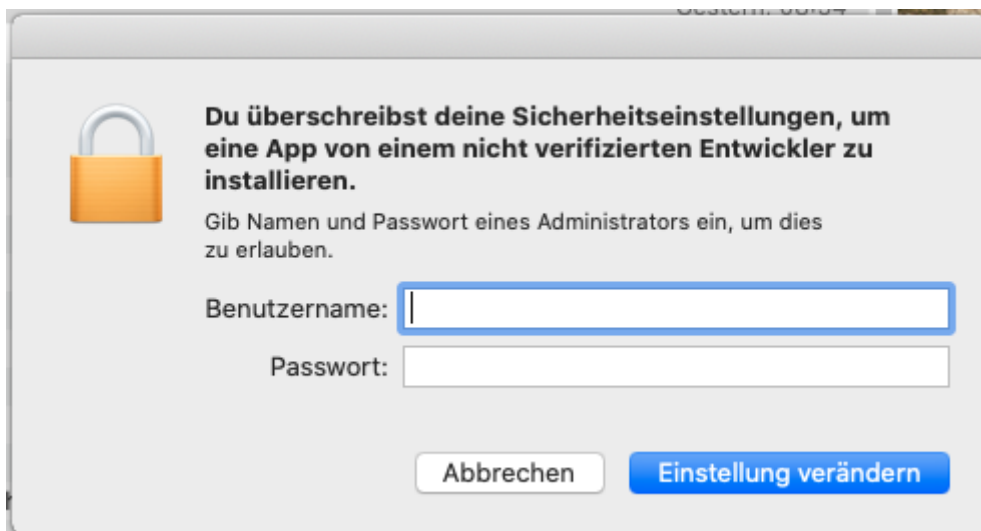 Du überschreibst deine Sicherheitseinstellungen, um
eine App von einem nicht verifizierten Entwickler zu
installieren.
Gib Namen und Passwort eines Administrators ein, um dies
zu erlauben.
Benutzername:
Passwort:
Abbrechen
Einstellung verändern